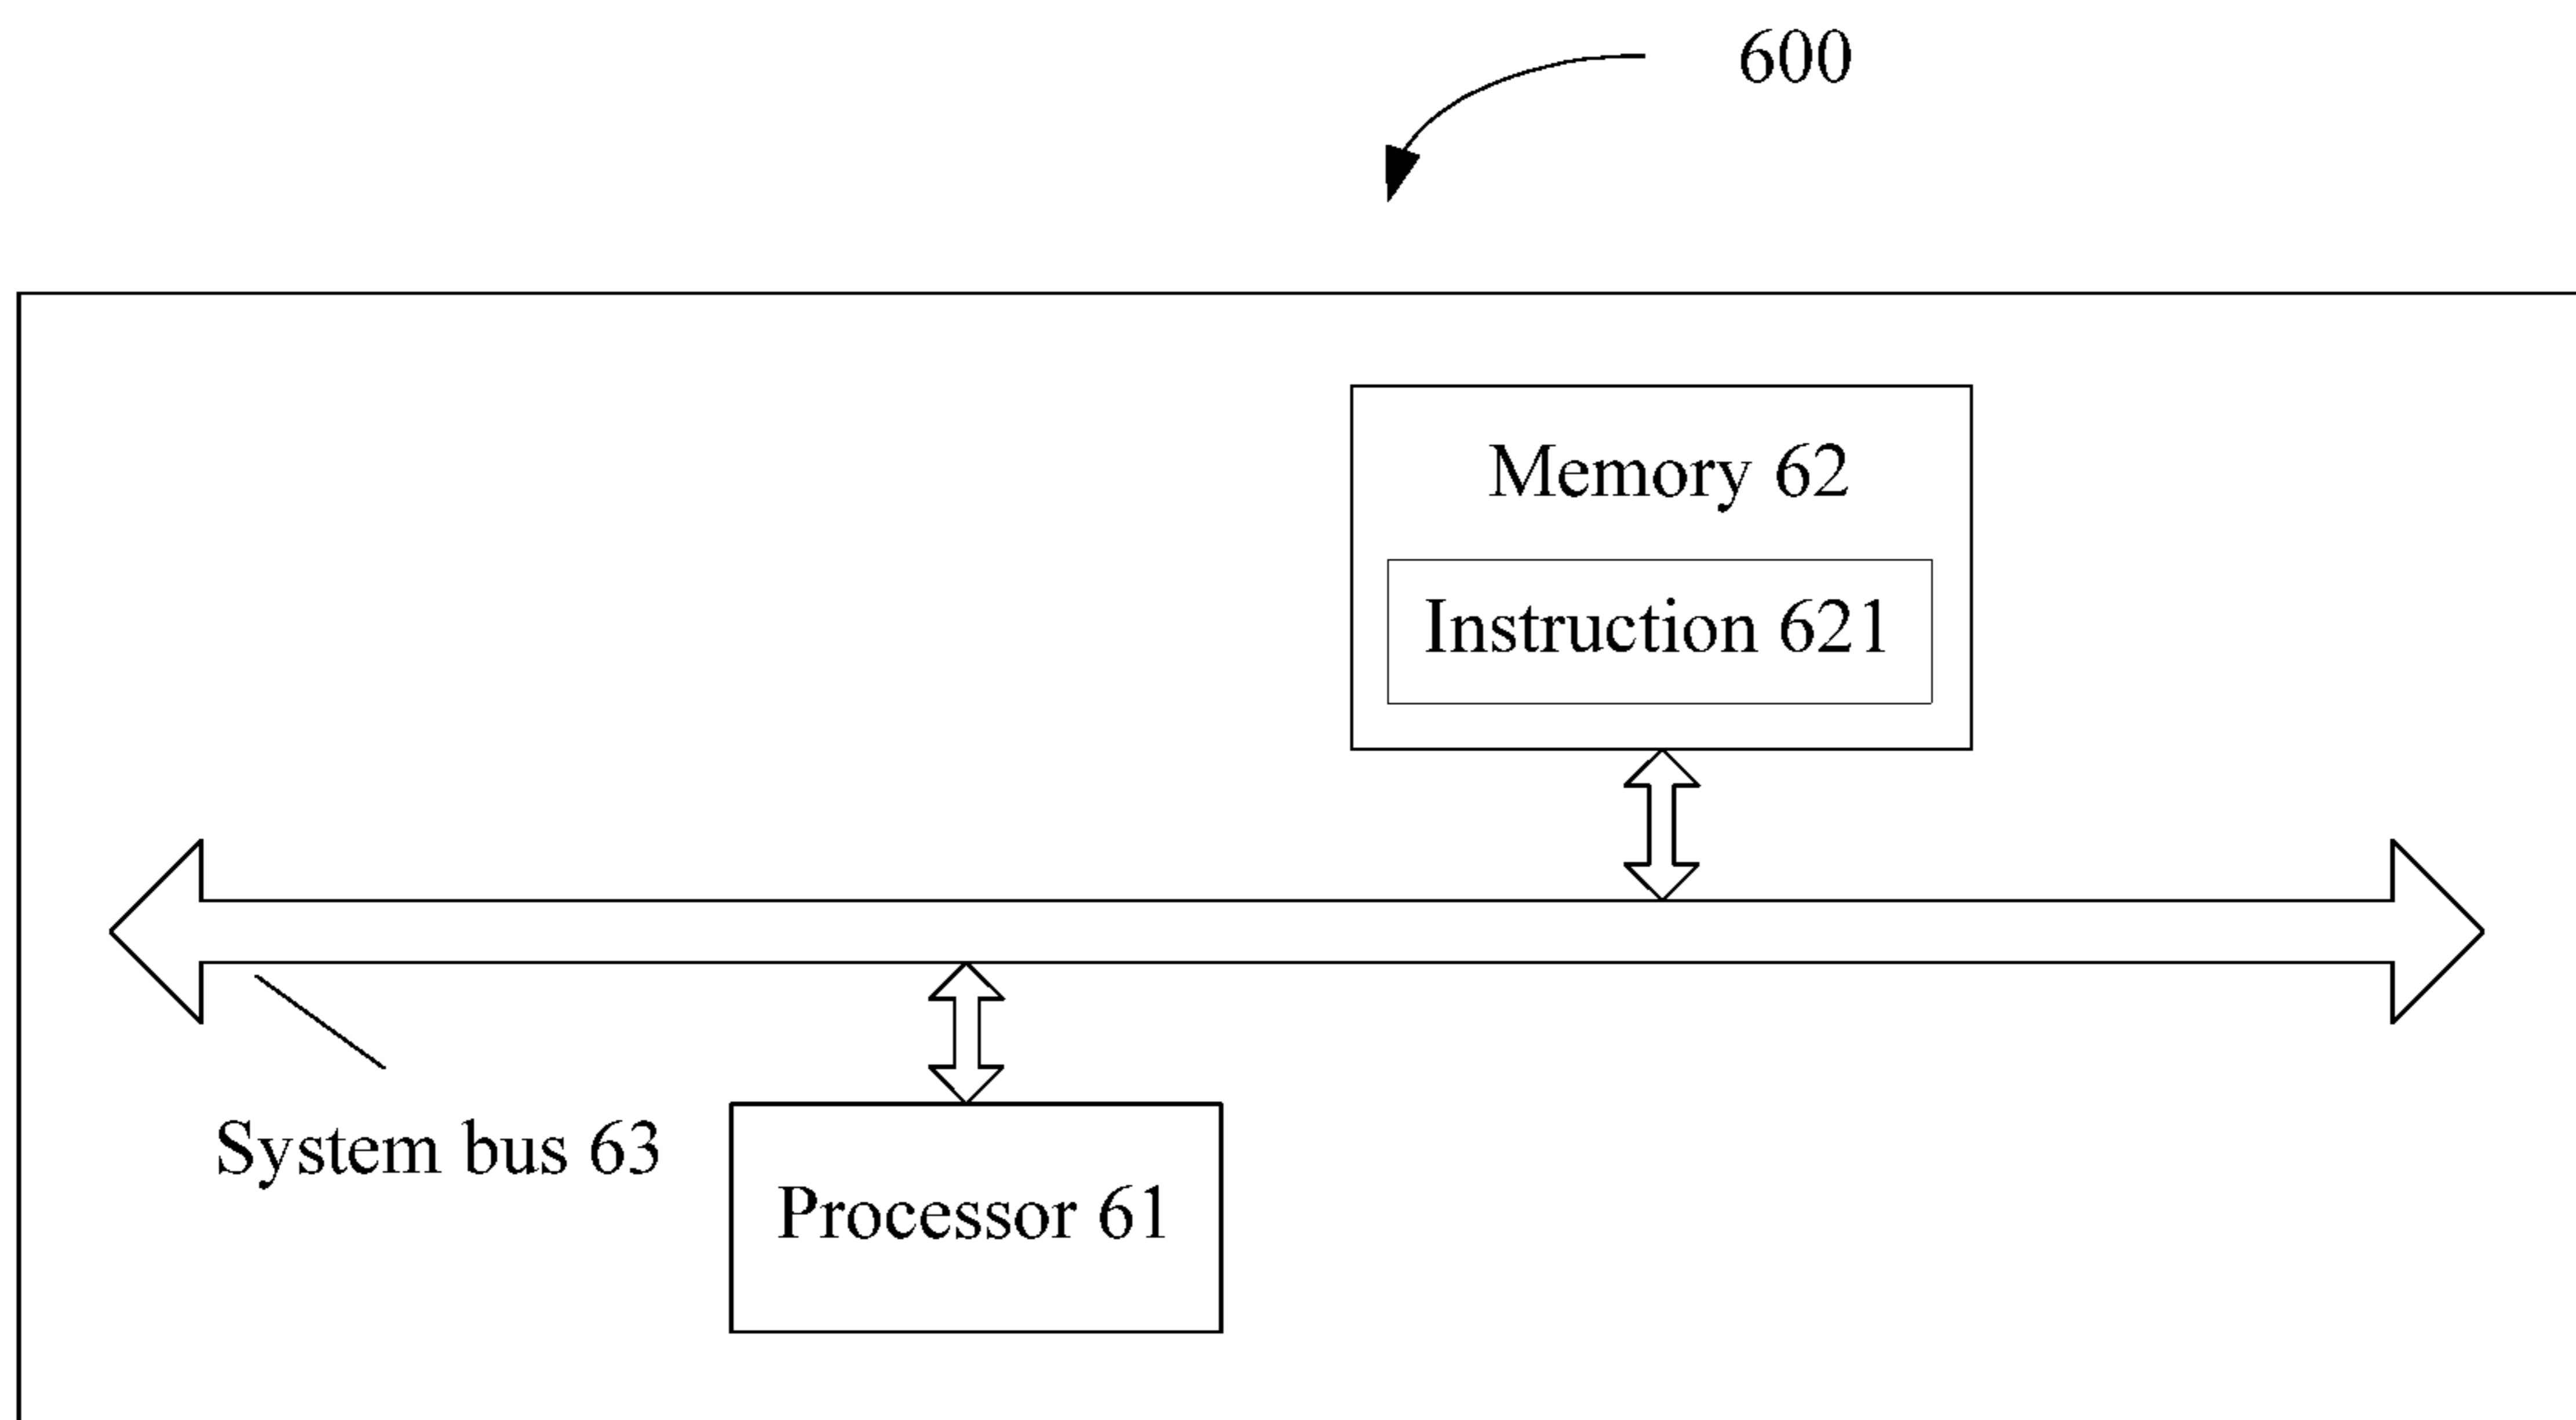 600
Memory 62
Instruction 621
System bus 63
Processor 61